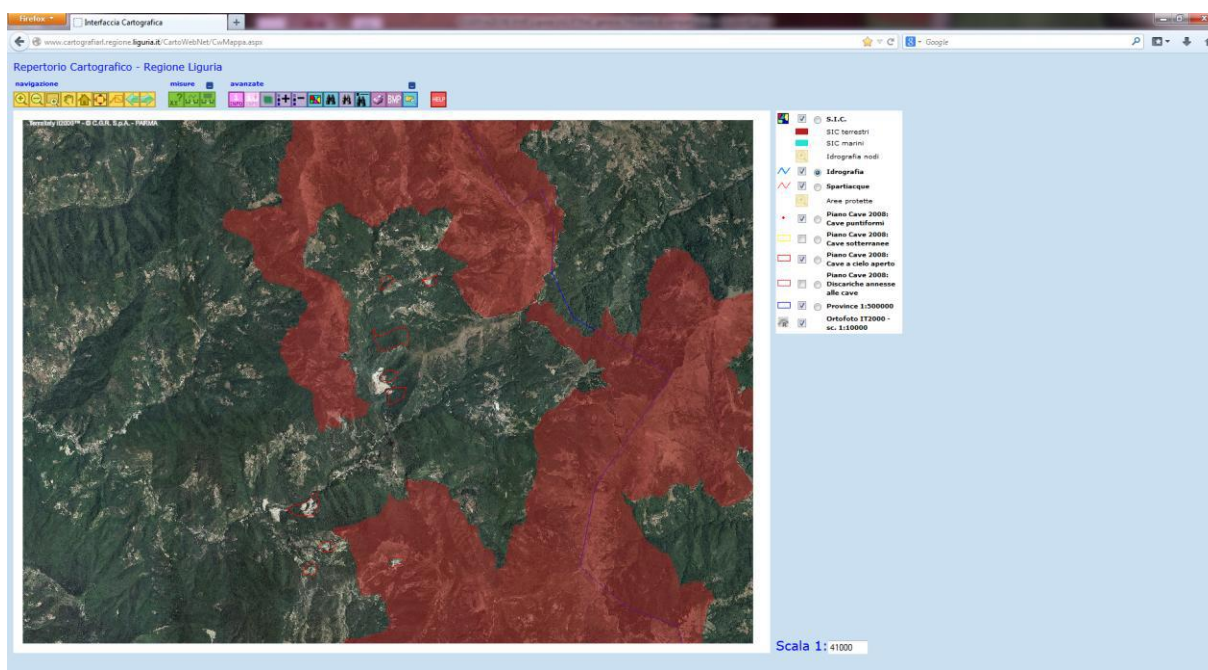 Firefox
Interfaccia Cartografica
www.cartografiarl.regione.liguria.it/CartoWebNet/CwMappa.aspx
Google
Repertorio Cartografico - Regione Liguria
navigazione
misure
avanzate
BMP
HELP
S.I.C.
SIC terrestri
SIC marini
Idrografia nodi
Idrografia
Spartiacque
Aree protette
Piano Cave 2008:
Cave puntiformi
Piano Cave 2008:
Cave sotterranee
Piano Cave 2008:
Cave a cielo aperto
Piano Cave 2008:
Discariche annesse
alle cave
Province 1:500000
Ortofoto IT2000 -
sc. 1:10000
Scala 1: 41000